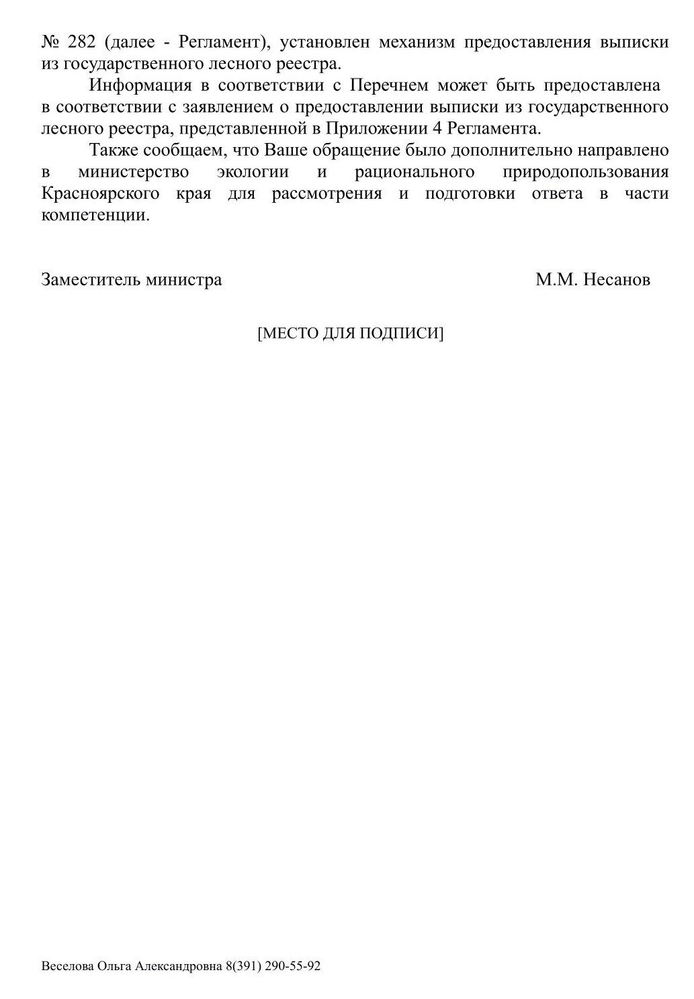 № 282 (далее - Регламент), установлен механизм предоставления выписки
из государственного лесного реестра.
Информация в соответствии с Перечнем может быть предоставлена
в соответствии с заявлением о предоставлении выписки из государственного
лесного реестра, представленной в Приложении 4 Регламента.
Также сообщаем, что Ваше обращение было дополнительно направлено
в министерство экологии и рационального природопользования
Красноярского края для рассмотрения и подготовки ответа в части
компетенции.
Заместитель министра М.М. Несанов
[МЕСТО ДЛЯ ПОДПИСИ]
Веселова Ольга Александровна 8(391) 290-55-92